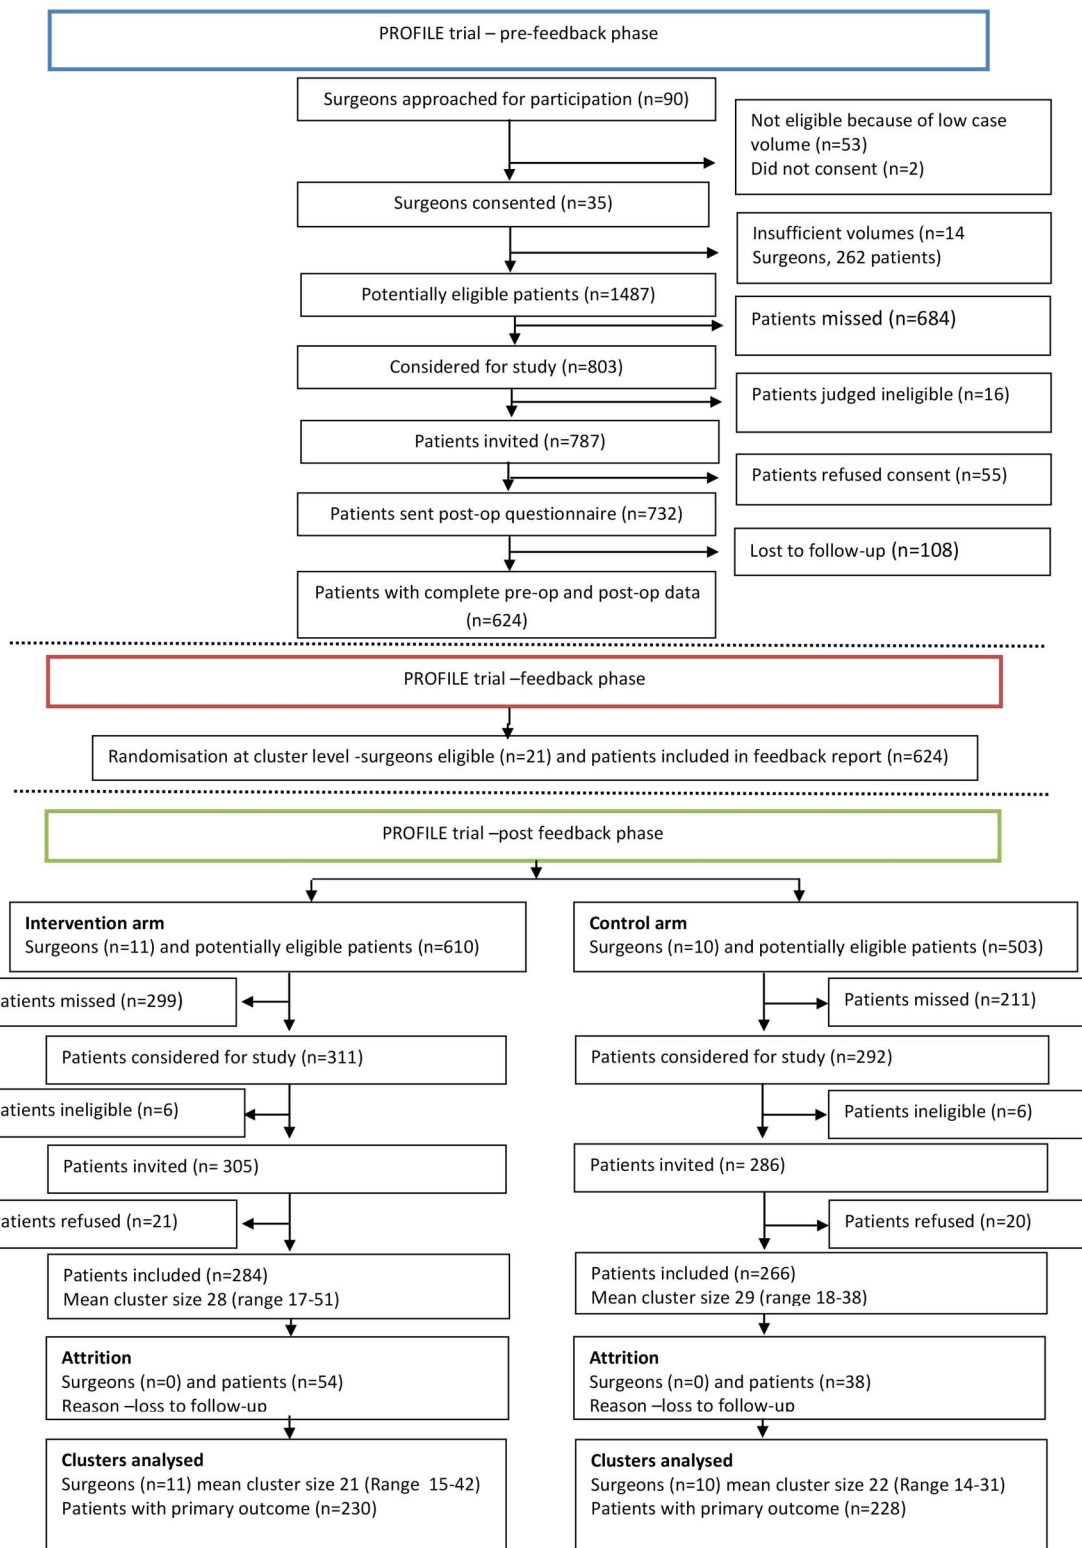 PROFILE trial – pre-feedback phase
Surgeons approached for participation (n=90)
Not eligible because of low case
volume (n=53)
Did not consent (n=2)
Surgeons consented (n=35)
Insufficient volumes (n=14
Surgeons, 262 patients)
Potentially eligible patients (n=1487)
Patients missed (n=684)
Considered for study (n=803)
Patients judged ineligible (n=16)
Patients invited (n=787)
Patients refused consent (n=55)
Patients sent post-op questionnaire (n=732)
Lost to follow-up (n=108)
Patients with complete pre-op and post-op data
(n=624)
PROFILE trial –feedback phase
Randomisation at cluster level -surgeons eligible (n=21) and patients included in feedback report (n=624)
PROFILE trial –post feedback phase
Intervention arm
Surgeons (n=11) and potentially eligible patients (n=610)
atients missed (n=299)
Patients considered for study (n=311)
atients ineligible (n=6)
Patients invited (n= 305)
atients refused (n=21)
Patients included (n=284)
Mean cluster size 28 (range 17-51)
Attrition
Surgeons (n=0) and patients (n=54)
Reason –loss to follow-up
Clusters analysed
Surgeons (n=11) mean cluster size 21 (Range 15-42)
Patients with primary outcome (n=230)
Control arm
Surgeons (n=10) and potentially eligible patients (n=503)
Patients missed (n=211)
Patients considered for study (n=292)
Patients ineligible (n=6)
Patients invited (n= 286)
Patients refused (n=20)
Patients included (n=266)
Mean cluster size 29 (range 18-38)
Attrition
Surgeons (n=0) and patients (n=38)
Reason –loss to follow-up
Clusters analysed
Surgeons (n=10) mean cluster size 22 (Range 14-31)
Patients with primary outcome (n=228)